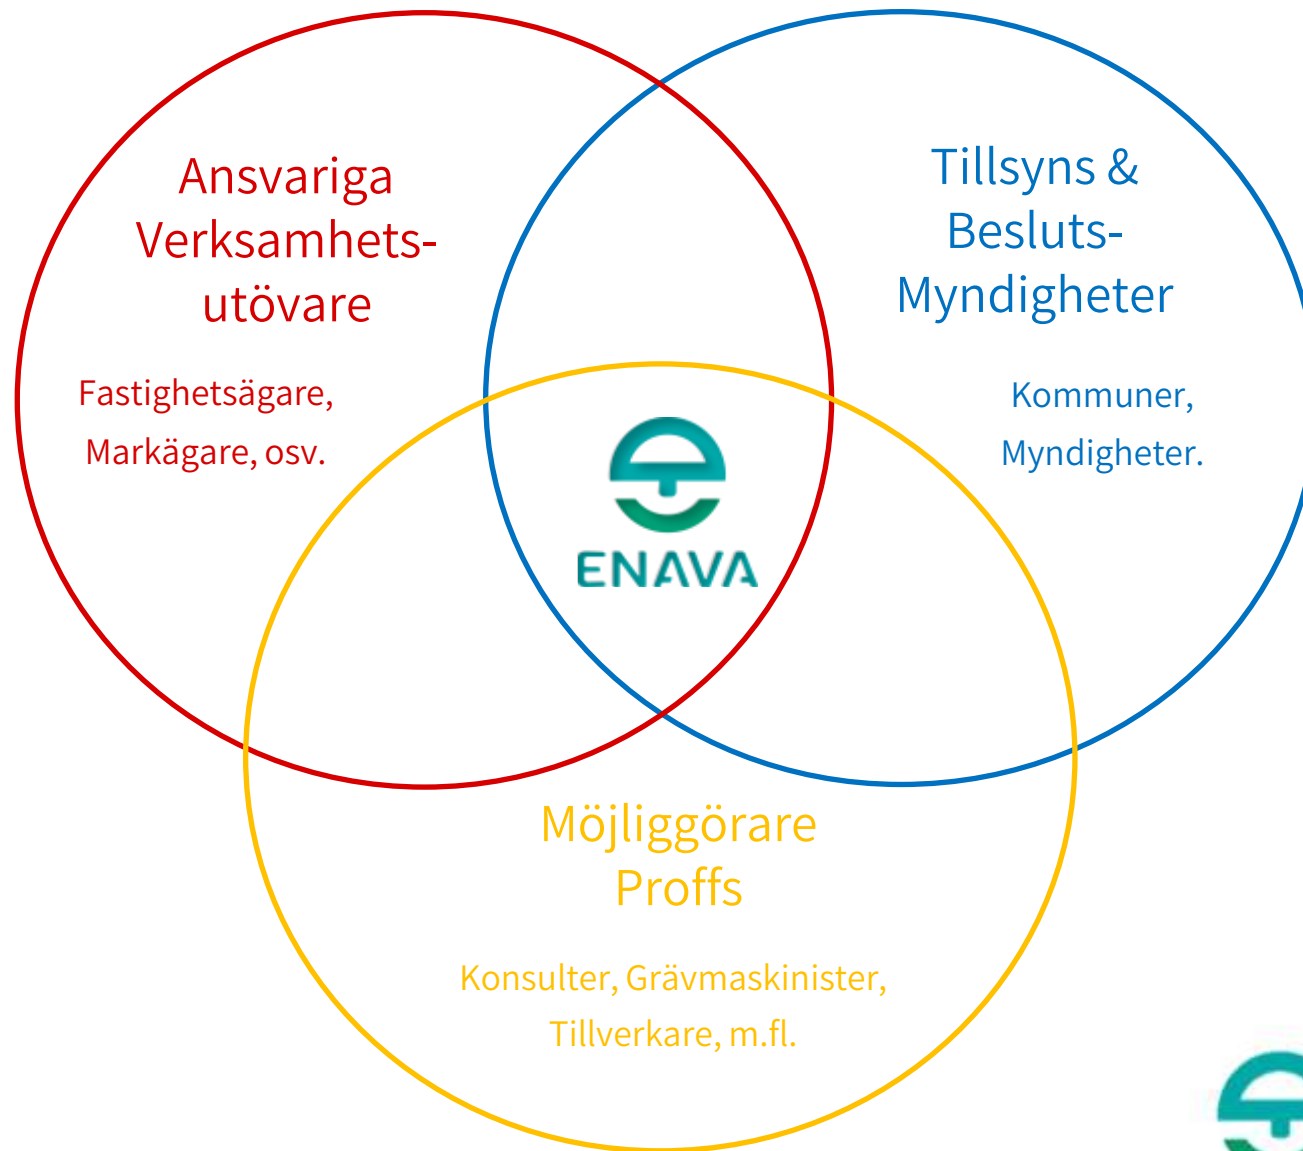 Ansvariga
Verksamhets-
utövare
Fastighetsägare,
Markägare, osv.
Tillsyns &
Besluts-
Myndigheter
Kommuner,
Myndigheter.
ENAVA
Möjliggörare
Proffs
Konsulter, Grävmaskinister,
Tillverkare, m.fl.